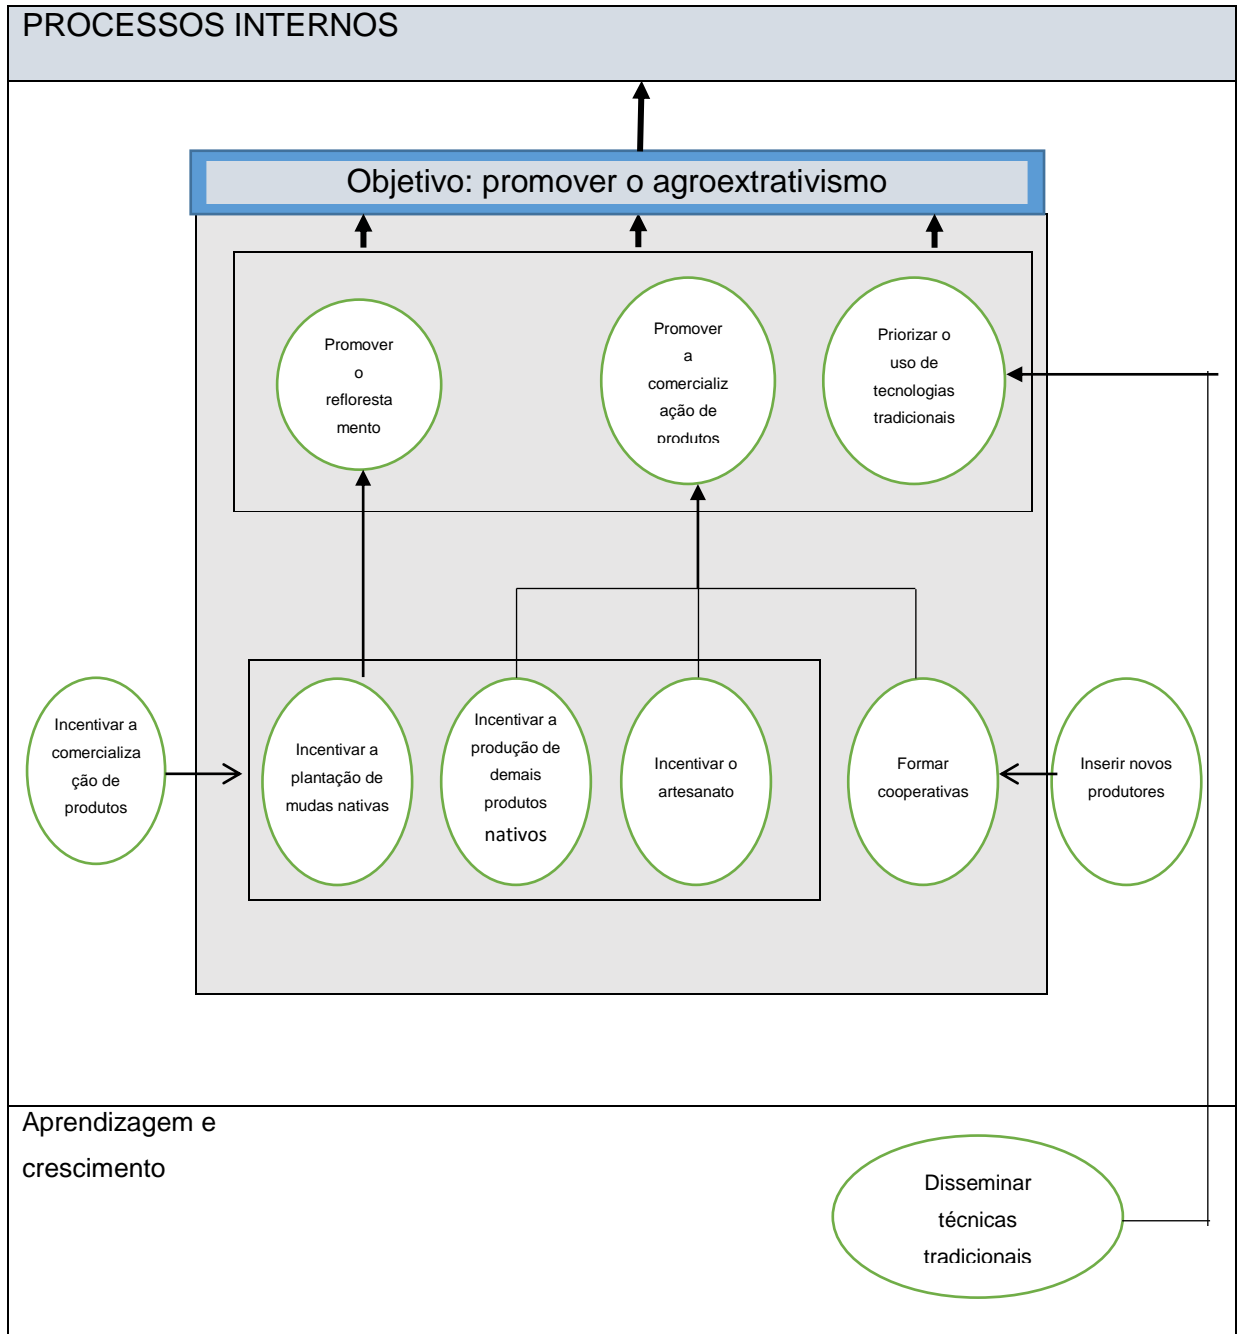 PROCESSOS INTERNOS
Objetivo: promover o agroextrativismo
Promover
o
refloresta
mento
Promover
a
comercializ
ação de
produtos
Priorizar o
uso de
tecnologias
tradicionais
Incentivar a
comercializa
ção de
produtos
Incentivar a
plantação de
mudas nativas
Incentivar a
produção de
demais
produtos
nativos
Incentivar o
artesanato
Formar
cooperativas
Inserir novos
produtores
Aprendizagem e
crescimento
Disseminar
técnicas
tradicionais